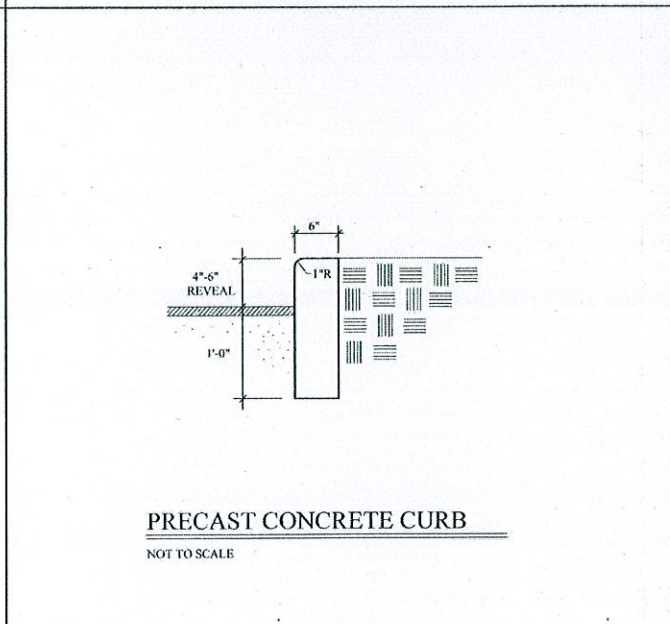 6"
1"R
4"-6"
REVEAL
1'-0"
PRECAST CONCRETE CURB
NOT TO SCALE